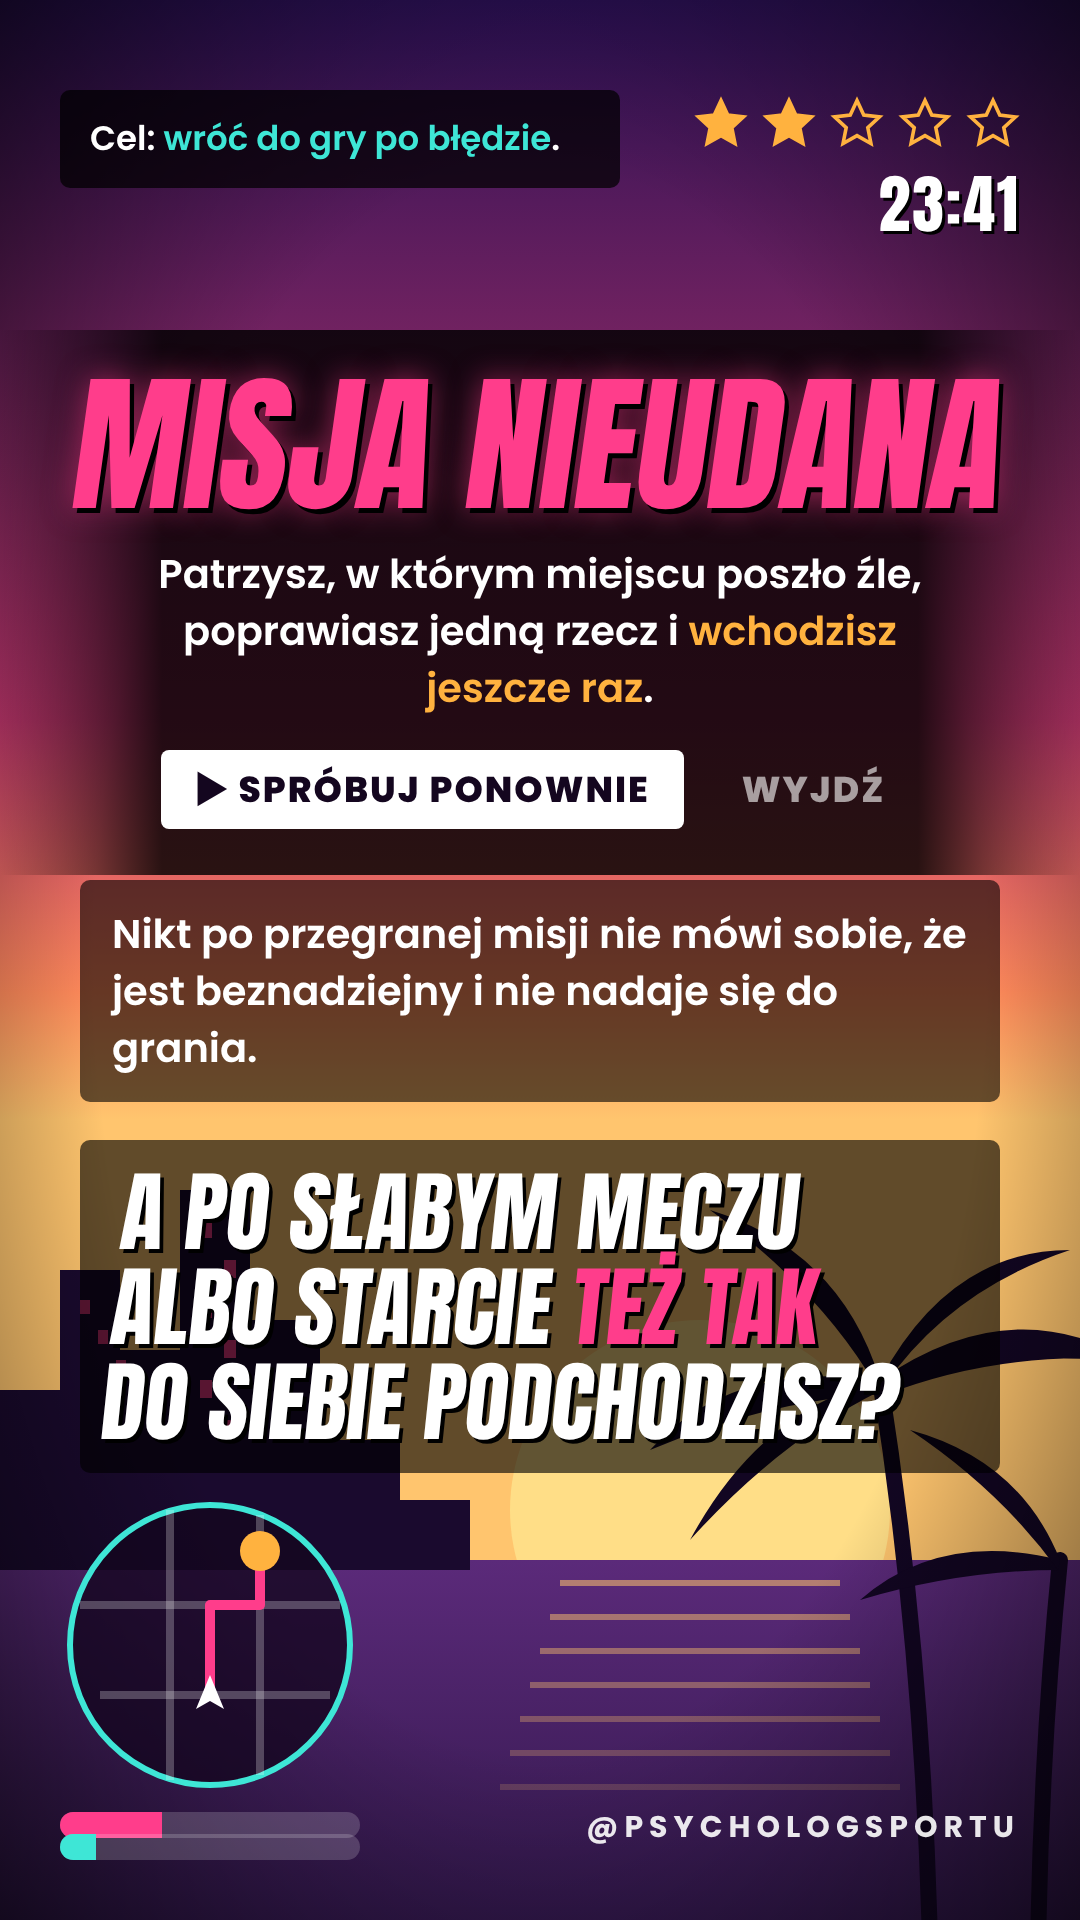 Cel: wróć do gry po błędzie.
23:41
MISJA NIEUDANA
Patrzysz, w którym miejscu poszło źle,
poprawiasz jedną rzecz i wchodzisz
jeszcze raz.
SPRÓBUJ PONOWNIE
WYJDŹ
Nikt po przegranej misji nie mówi sobie, że
jest beznadziejny i nie nadaje się do
grania.
A PO SŁABYM MECZU
ALBO STARCIE TEŻ TAK
DO SIEBIE PODCHODZISZ?
@PSYCHOLOGSPORTU